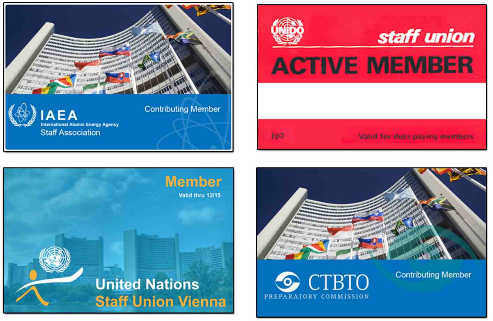 IAEA
International Atomic Energy Agency
Staff Association
Contributing Member
UNIDO
staff union
ACTIVE MEMBER
Valid for dues-paying members
Member
Valid thru 12/15
United Nations
Staff Union Vienna
CTBTO
PREPARATORY COMMISSION
Contributing Member